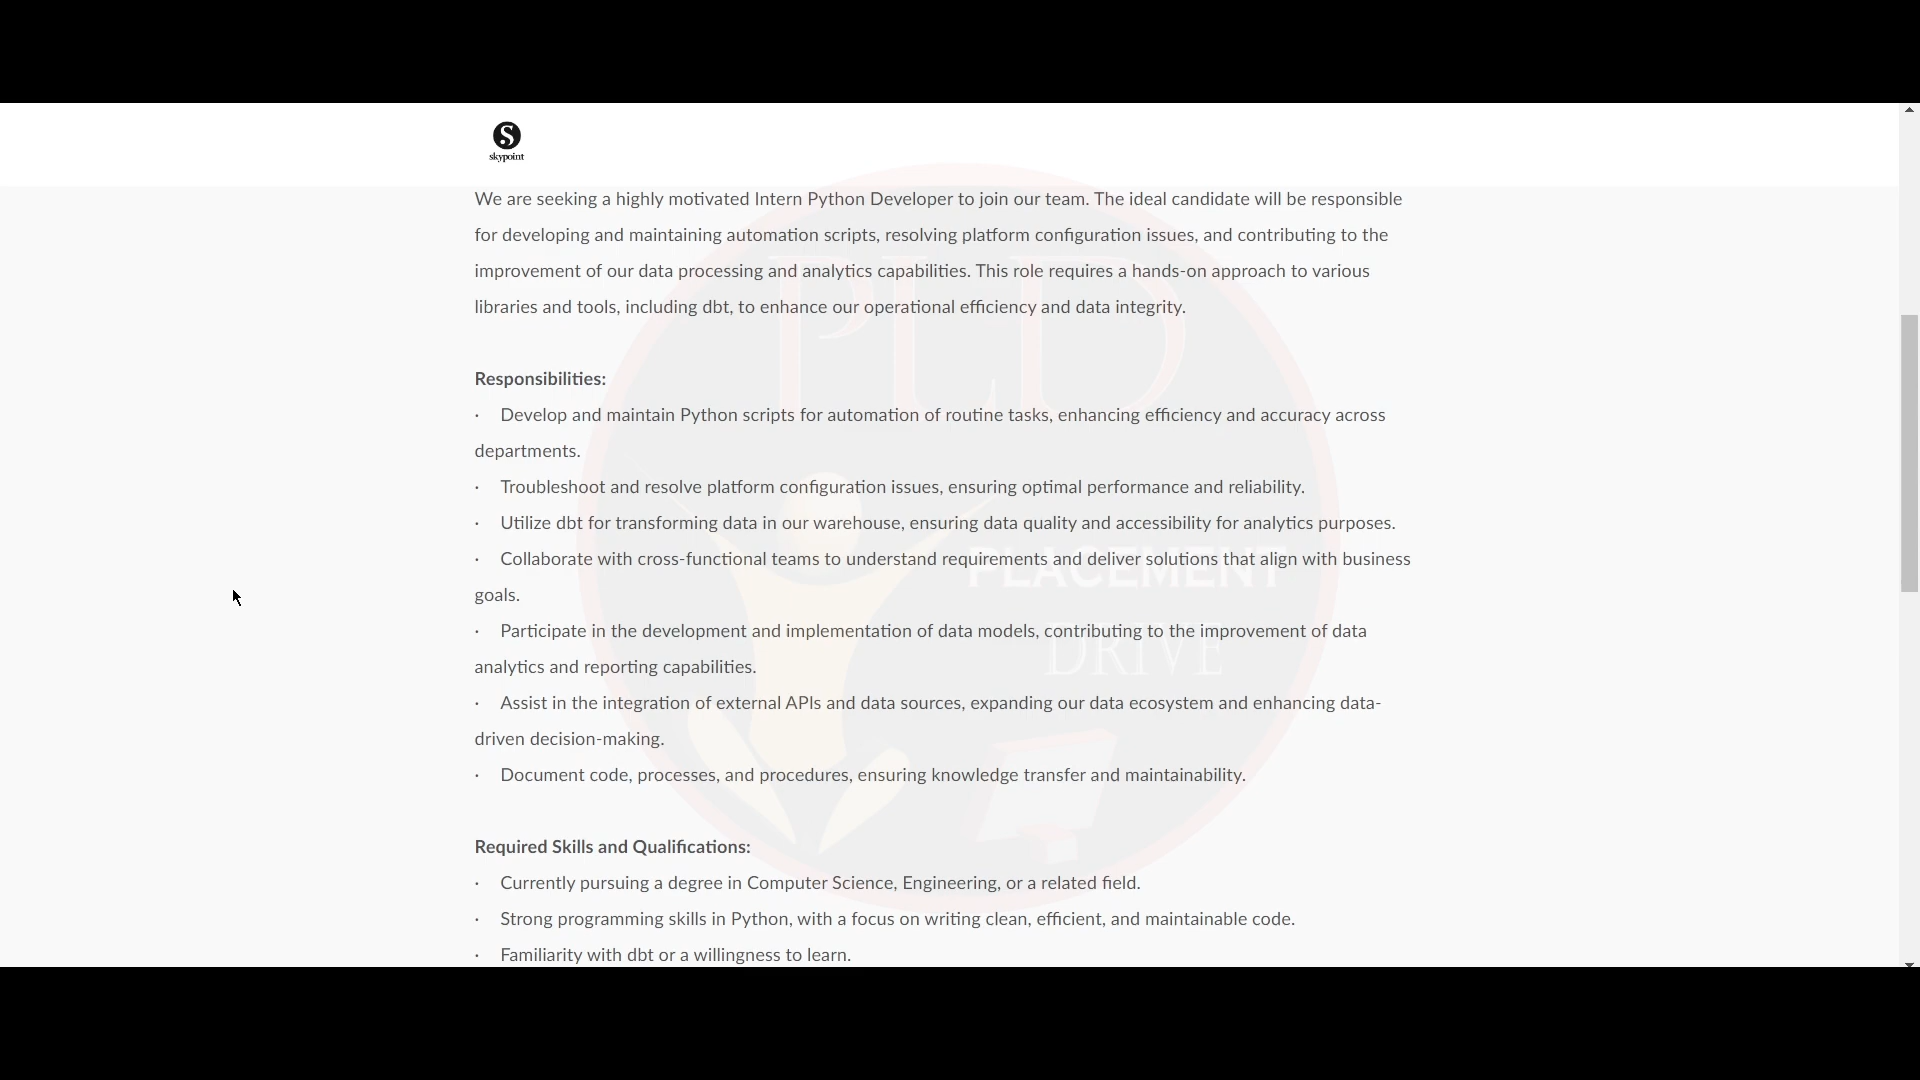 S
skypoint
We are seeking a highly motivated Intern Python Developer to join our team. The ideal candidate will be responsible
for developing and maintaining automation scripts, resolving platform configuration issues, and contributing to the
improvement of our data processing and analytics capabilities. This role requires a hands-on approach to various
libraries and tools, including dbt, to enhance our operational efficiency and data integrity.
PLD
Responsibilities:
· Develop and maintain Python scripts for automation of routine tasks, enhancing efficiency and accuracy across
departments.
· Troubleshoot and resolve platform configuration issues, ensuring optimal performance and reliability.
· Utilize dbt for transforming data in our warehouse, ensuring data quality and accessibility for analytics purposes.
· Collaborate with cross-functional teams to understand requirements and deliver solutions that align with business
goals.
PLACEMENT
· Participate in the development and implementation of data models, contributing to the improvement of data
analytics and reporting capabilities.
DRIVE
· Assist in the integration of external APIs and data sources, expanding our data ecosystem and enhancing data-
driven decision-making.
· Document code, processes, and procedures, ensuring knowledge transfer and maintainability.
Required Skills and Qualifications:
· Currently pursuing a degree in Computer Science, Engineering, or a related field.
· Strong programming skills in Python, with a focus on writing clean, efficient, and maintainable code.
· Familiarity with dbt or a willingness to learn.